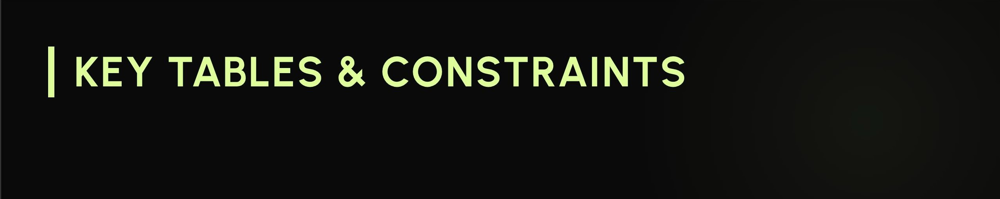 KEY TABLES & CONSTRAINTS